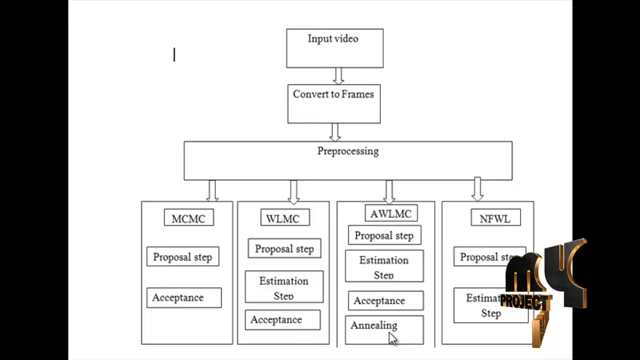 Input video
Convert to Frames
Preprocessing
MCMC
Proposal step
Acceptance
WLMC
Proposal step
Estimation
Step
Acceptance
AWLMC
Proposal step
Estimation
Step
Acceptance
Annealing
NFWL
Proposal step
Step
MY
PROJECT